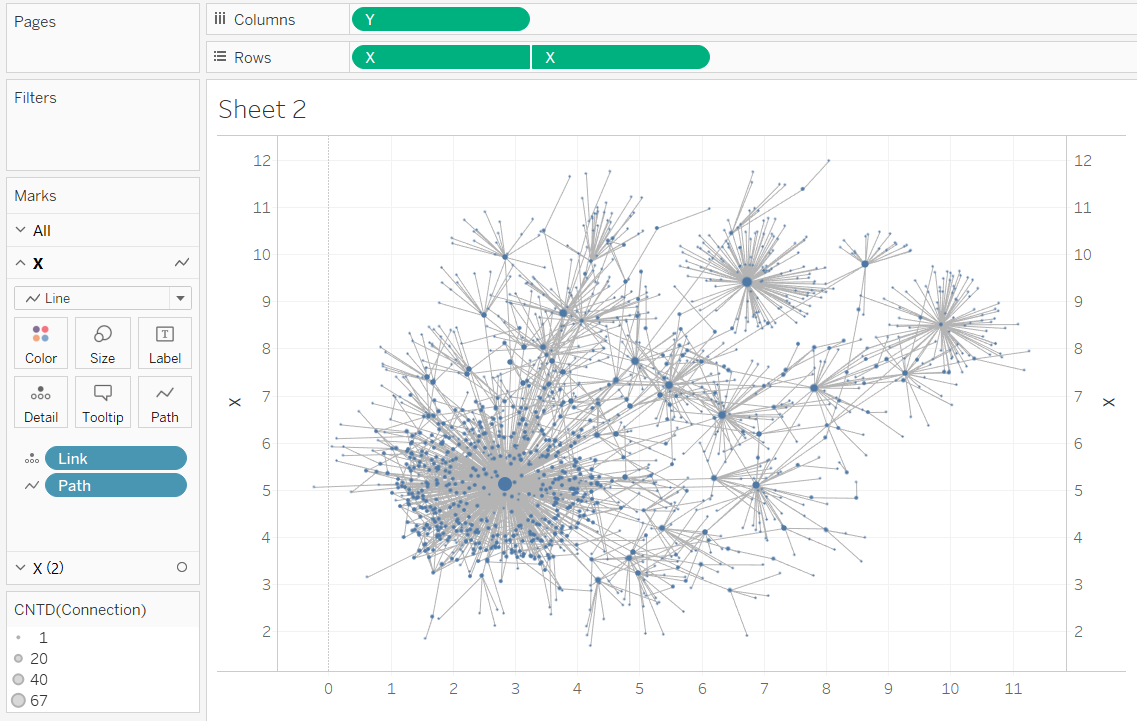 Pages
Columns
Y
Rows
X X
Filters
Sheet 2
Marks
All
X
Line
Color Size Label
Detail Tooltip Path
Link
Path
X (2)
CNTD(Connection)
1
20
40
67
12
11
10
9
8
7
6
5
4
3
2
X
0 1 2 3 4 5 6 7 8 9 10 11
12
11
10
9
8
7
6
5
4
3
2
X